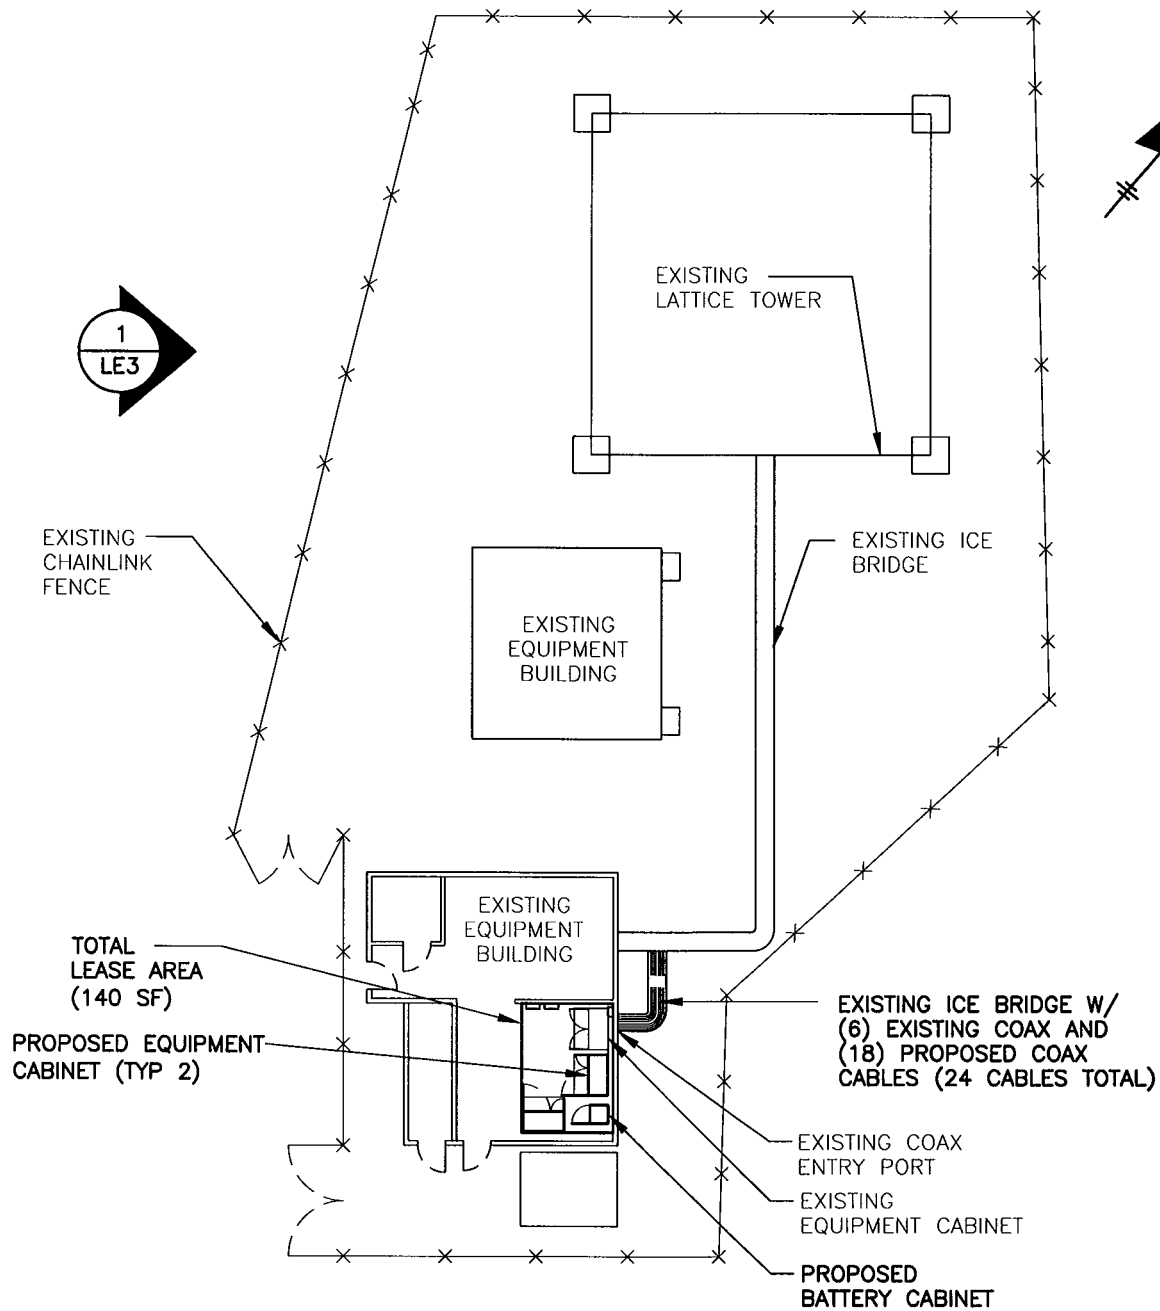 EXISTING
LATTICE TOWER
1
LE3
EXISTING
CHAINLINK
FENCE
EXISTING ICE
BRIDGE
EXISTING
EQUIPMENT
BUILDING
EXISTING
EQUIPMENT
BUILDING
TOTAL
LEASE AREA
(140 SF)
PROPOSED EQUIPMENT
CABINET (TYP 2)
EXISTING ICE BRIDGE W/
(6) EXISTING COAX AND
(18) PROPOSED COAX
CABLES (24 CABLES TOTAL)
EXISTING COAX
ENTRY PORT
EXISTING
EQUIPMENT CABINET
PROPOSED
BATTERY CABINET